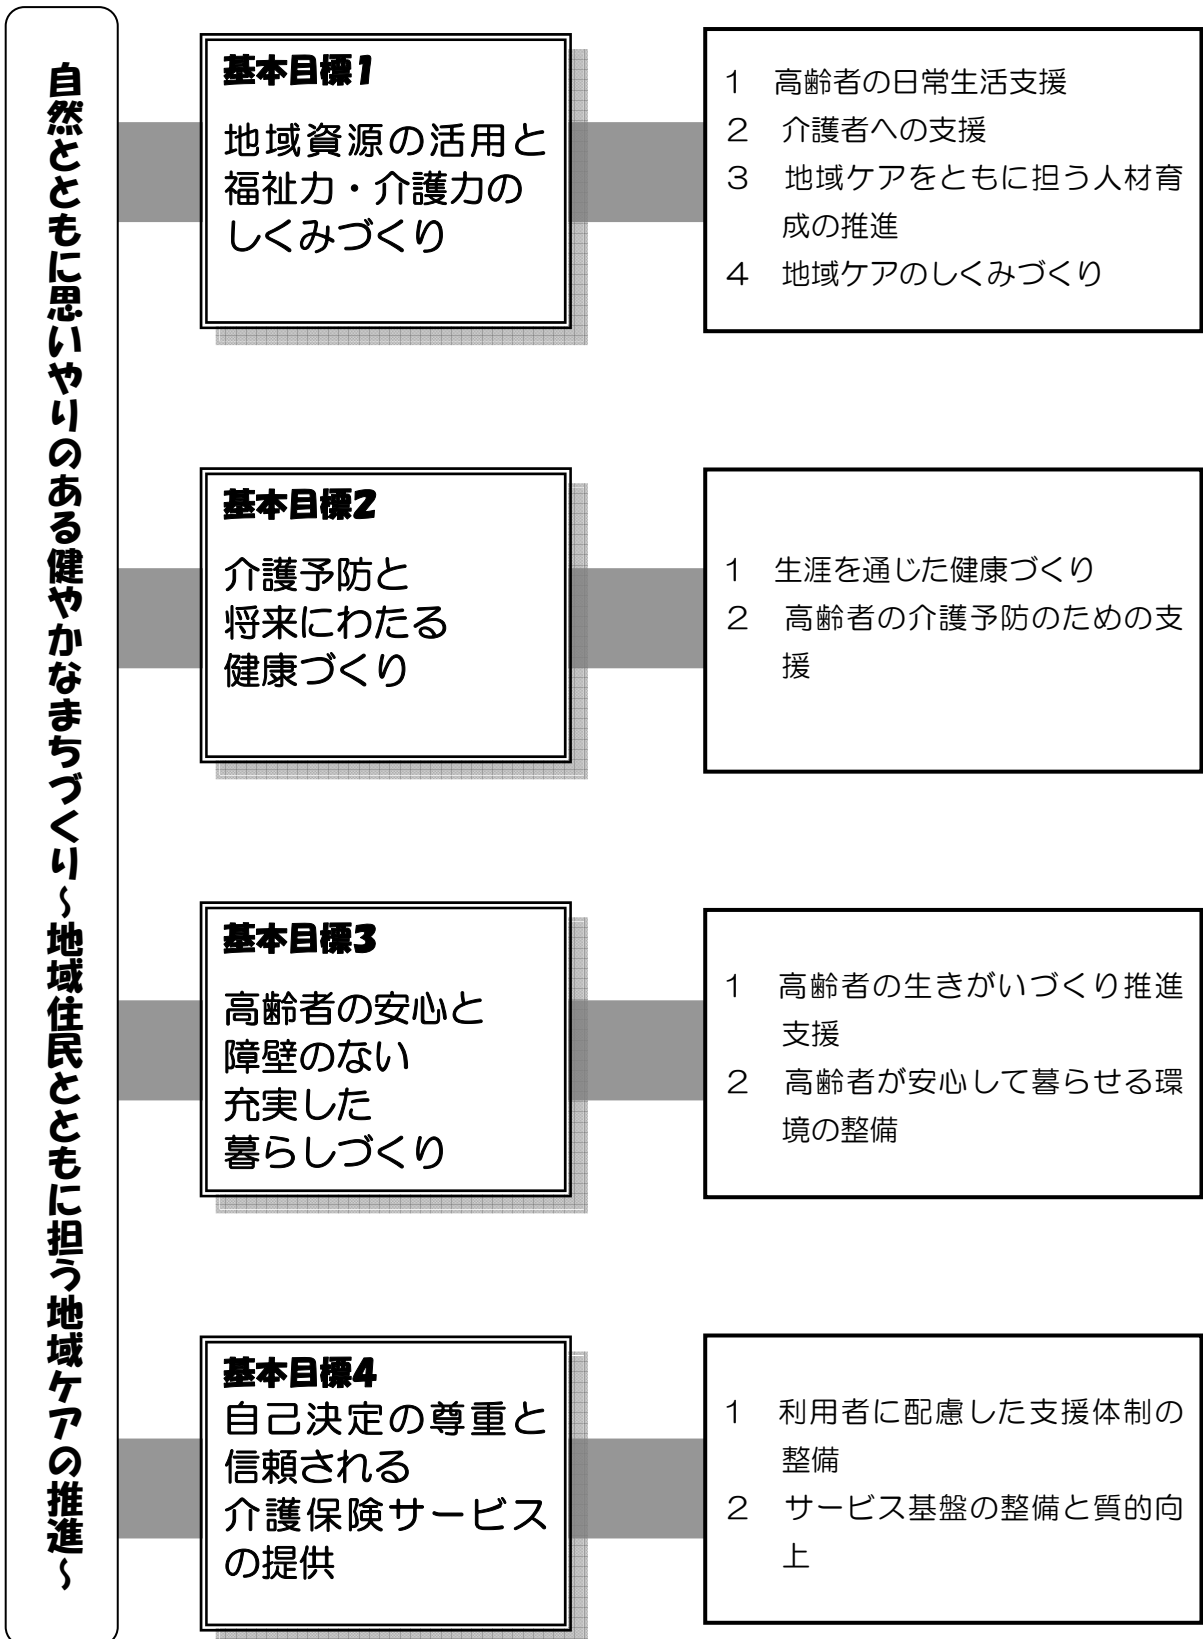 自然とともに思いやりのある健やかなまちづくり～地域住民とともに担う地域ケアの推進～
基本目標1
地域資源の活用と
福祉力・介護力の
しくみづくり
1　高齢者の日常生活支援
2　介護者への支援
3　地域ケアをともに担う人材育
成の推進
4　地域ケアのしくみづくり
基本目標2
介護予防と
将来にわたる
健康づくり
1　生涯を通じた健康づくり
2　高齢者の介護予防のための支
援
基本目標3
高齢者の安心と
障壁のない
充実した
暮らしづくり
1　高齢者の生きがいづくり推進
支援
2　高齢者が安心して暮らせる環
境の整備
基本目標4
自己決定の尊重と
信頼される
介護保険サービス
の提供
1　利用者に配慮した支援体制の
整備
2　サービス基盤の整備と質的向
上